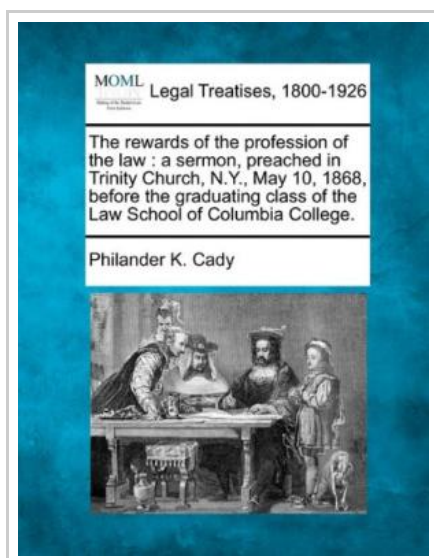 MOML
Legal Treatises, 1800-1926
The rewards of the profession of
the law : a sermon, preached in
Trinity Church, N.Y., May 10, 1868,
before the graduating class of the
Law School of Columbia College.
Philander K. Cady